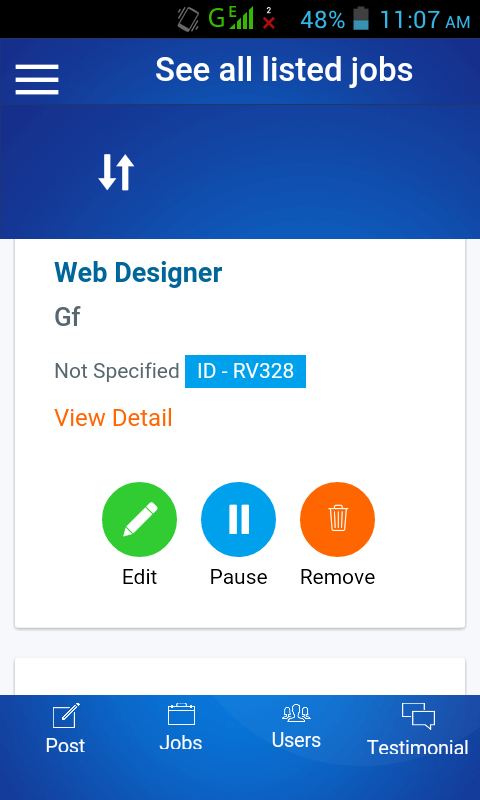 G E 2 48% 11:07 AM
See all listed jobs
Web Designer
Gf
Not Specified ID - RV328
View Detail
Edit Pause Remove
Post Jobs Users Testimonial